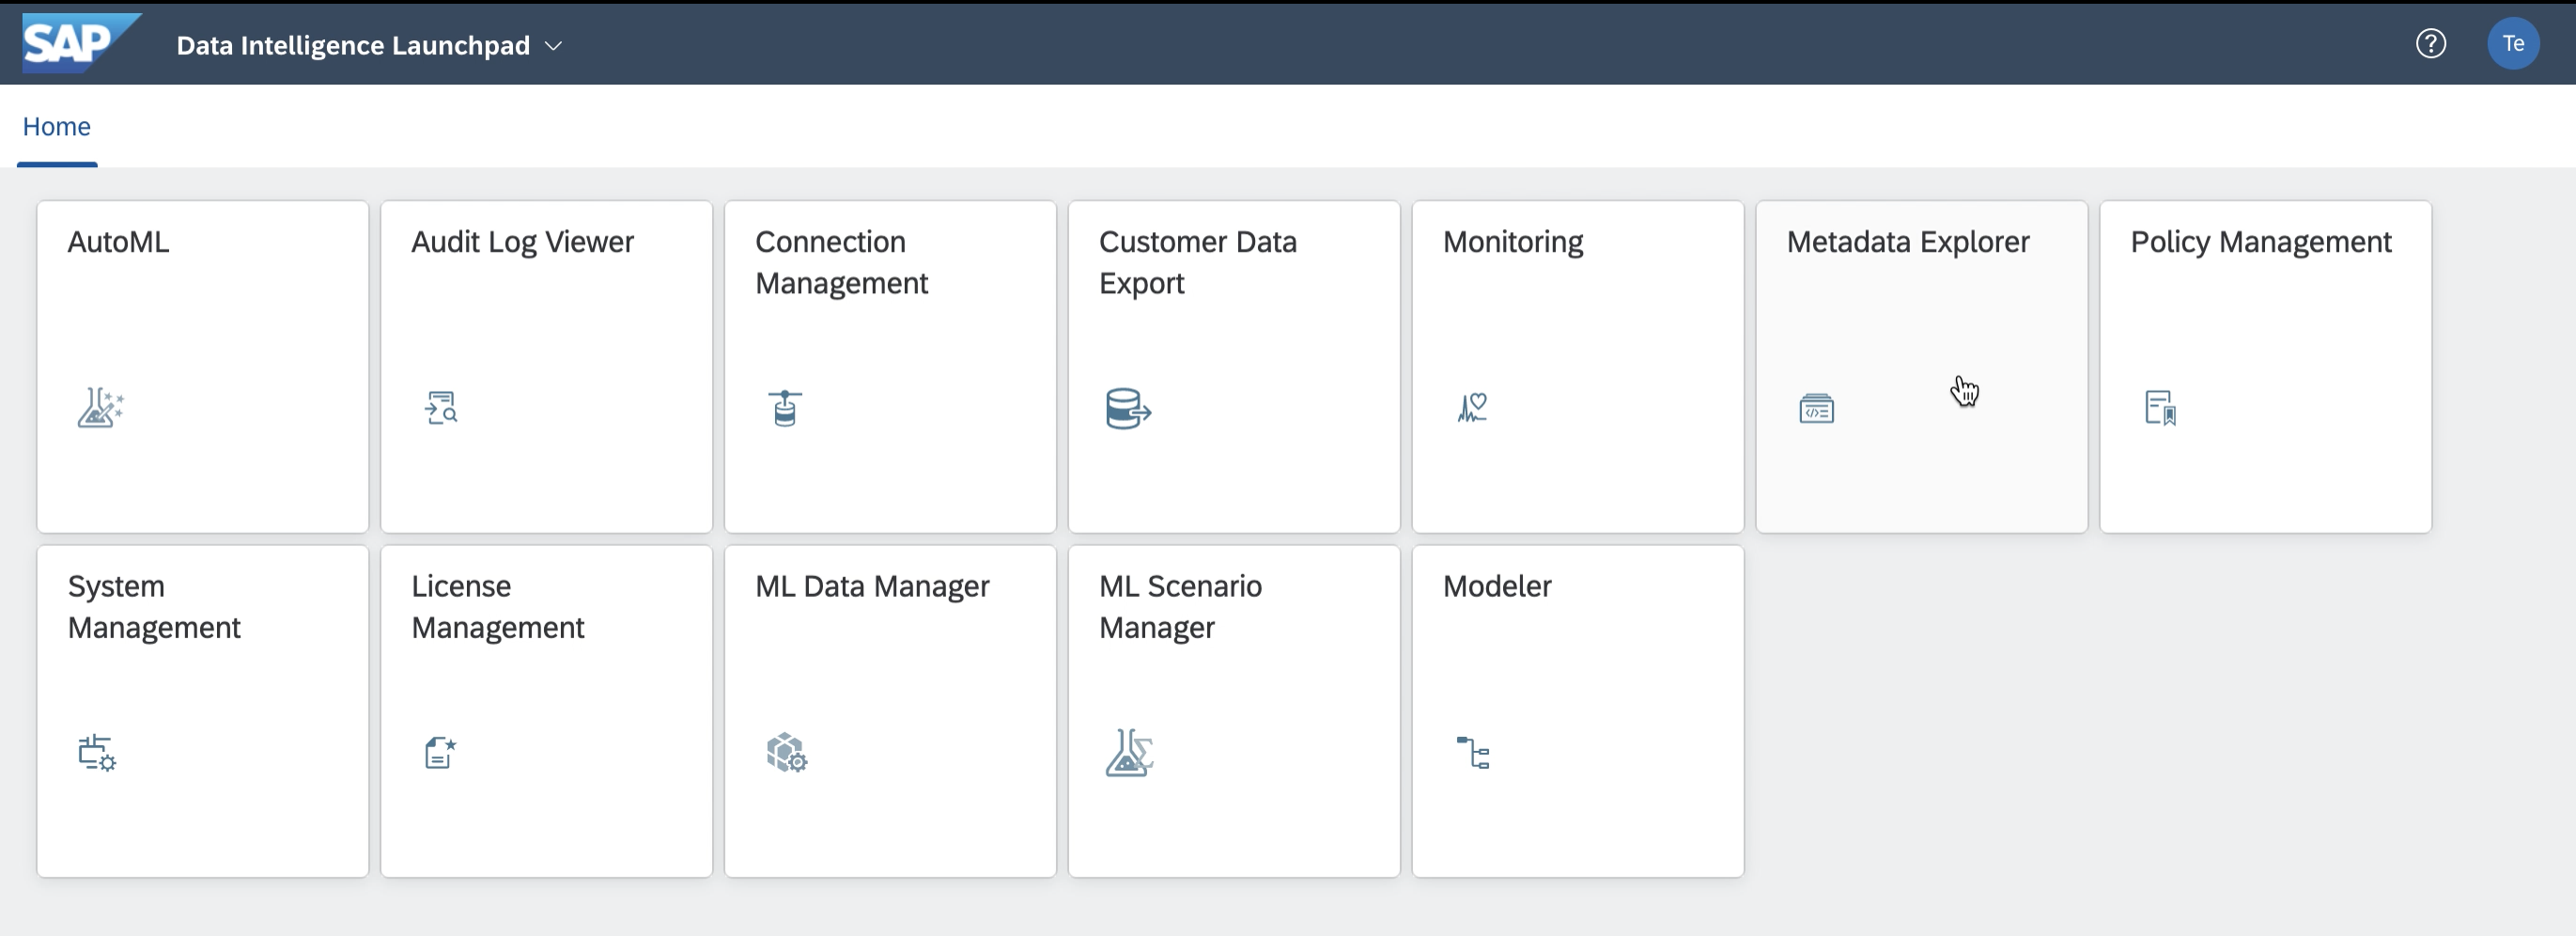 SAP
Data Intelligence Launchpad
?
Te
Home
AutoML
Audit Log Viewer
Connection
Management
Customer Data
Export
Monitoring
Metadata Explorer
Policy Management
System
Management
License
Management
ML Data Manager
ML Scenario
Manager
Modeler